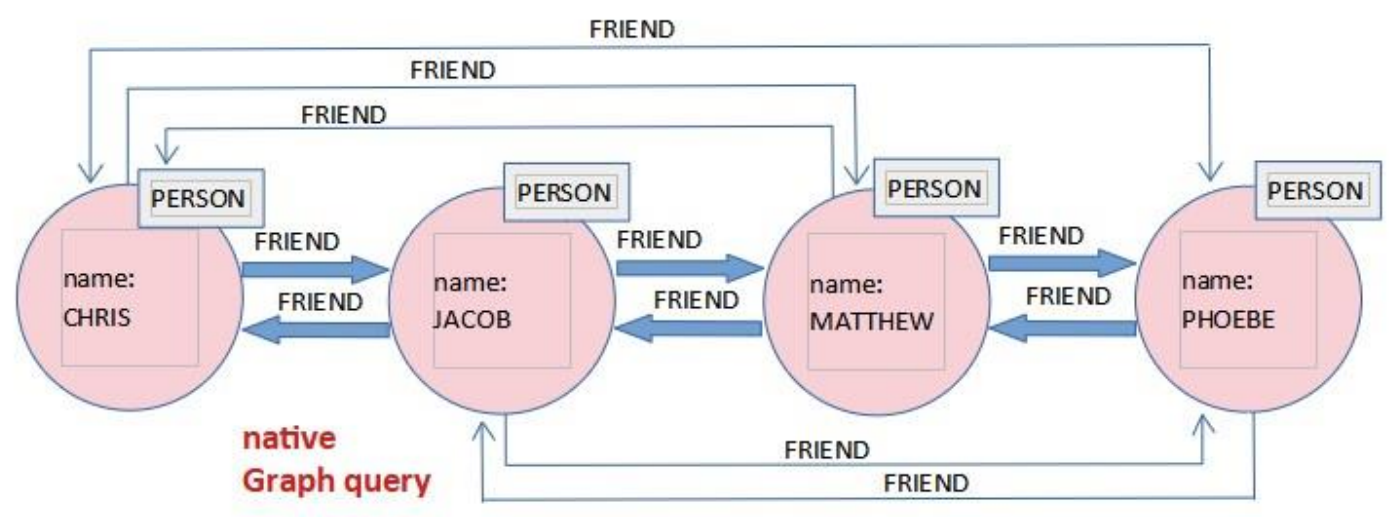 FRIEND
FRIEND
FRIEND
PERSON
PERSON
PERSON
PERSON
FRIEND
FRIEND
FRIEND
name:
CHRIS
FRIEND
name:
JACOB
FRIEND
name:
MATTHEW
FRIEND
name:
PHOEBE
native
Graph query
FRIEND
FRIEND